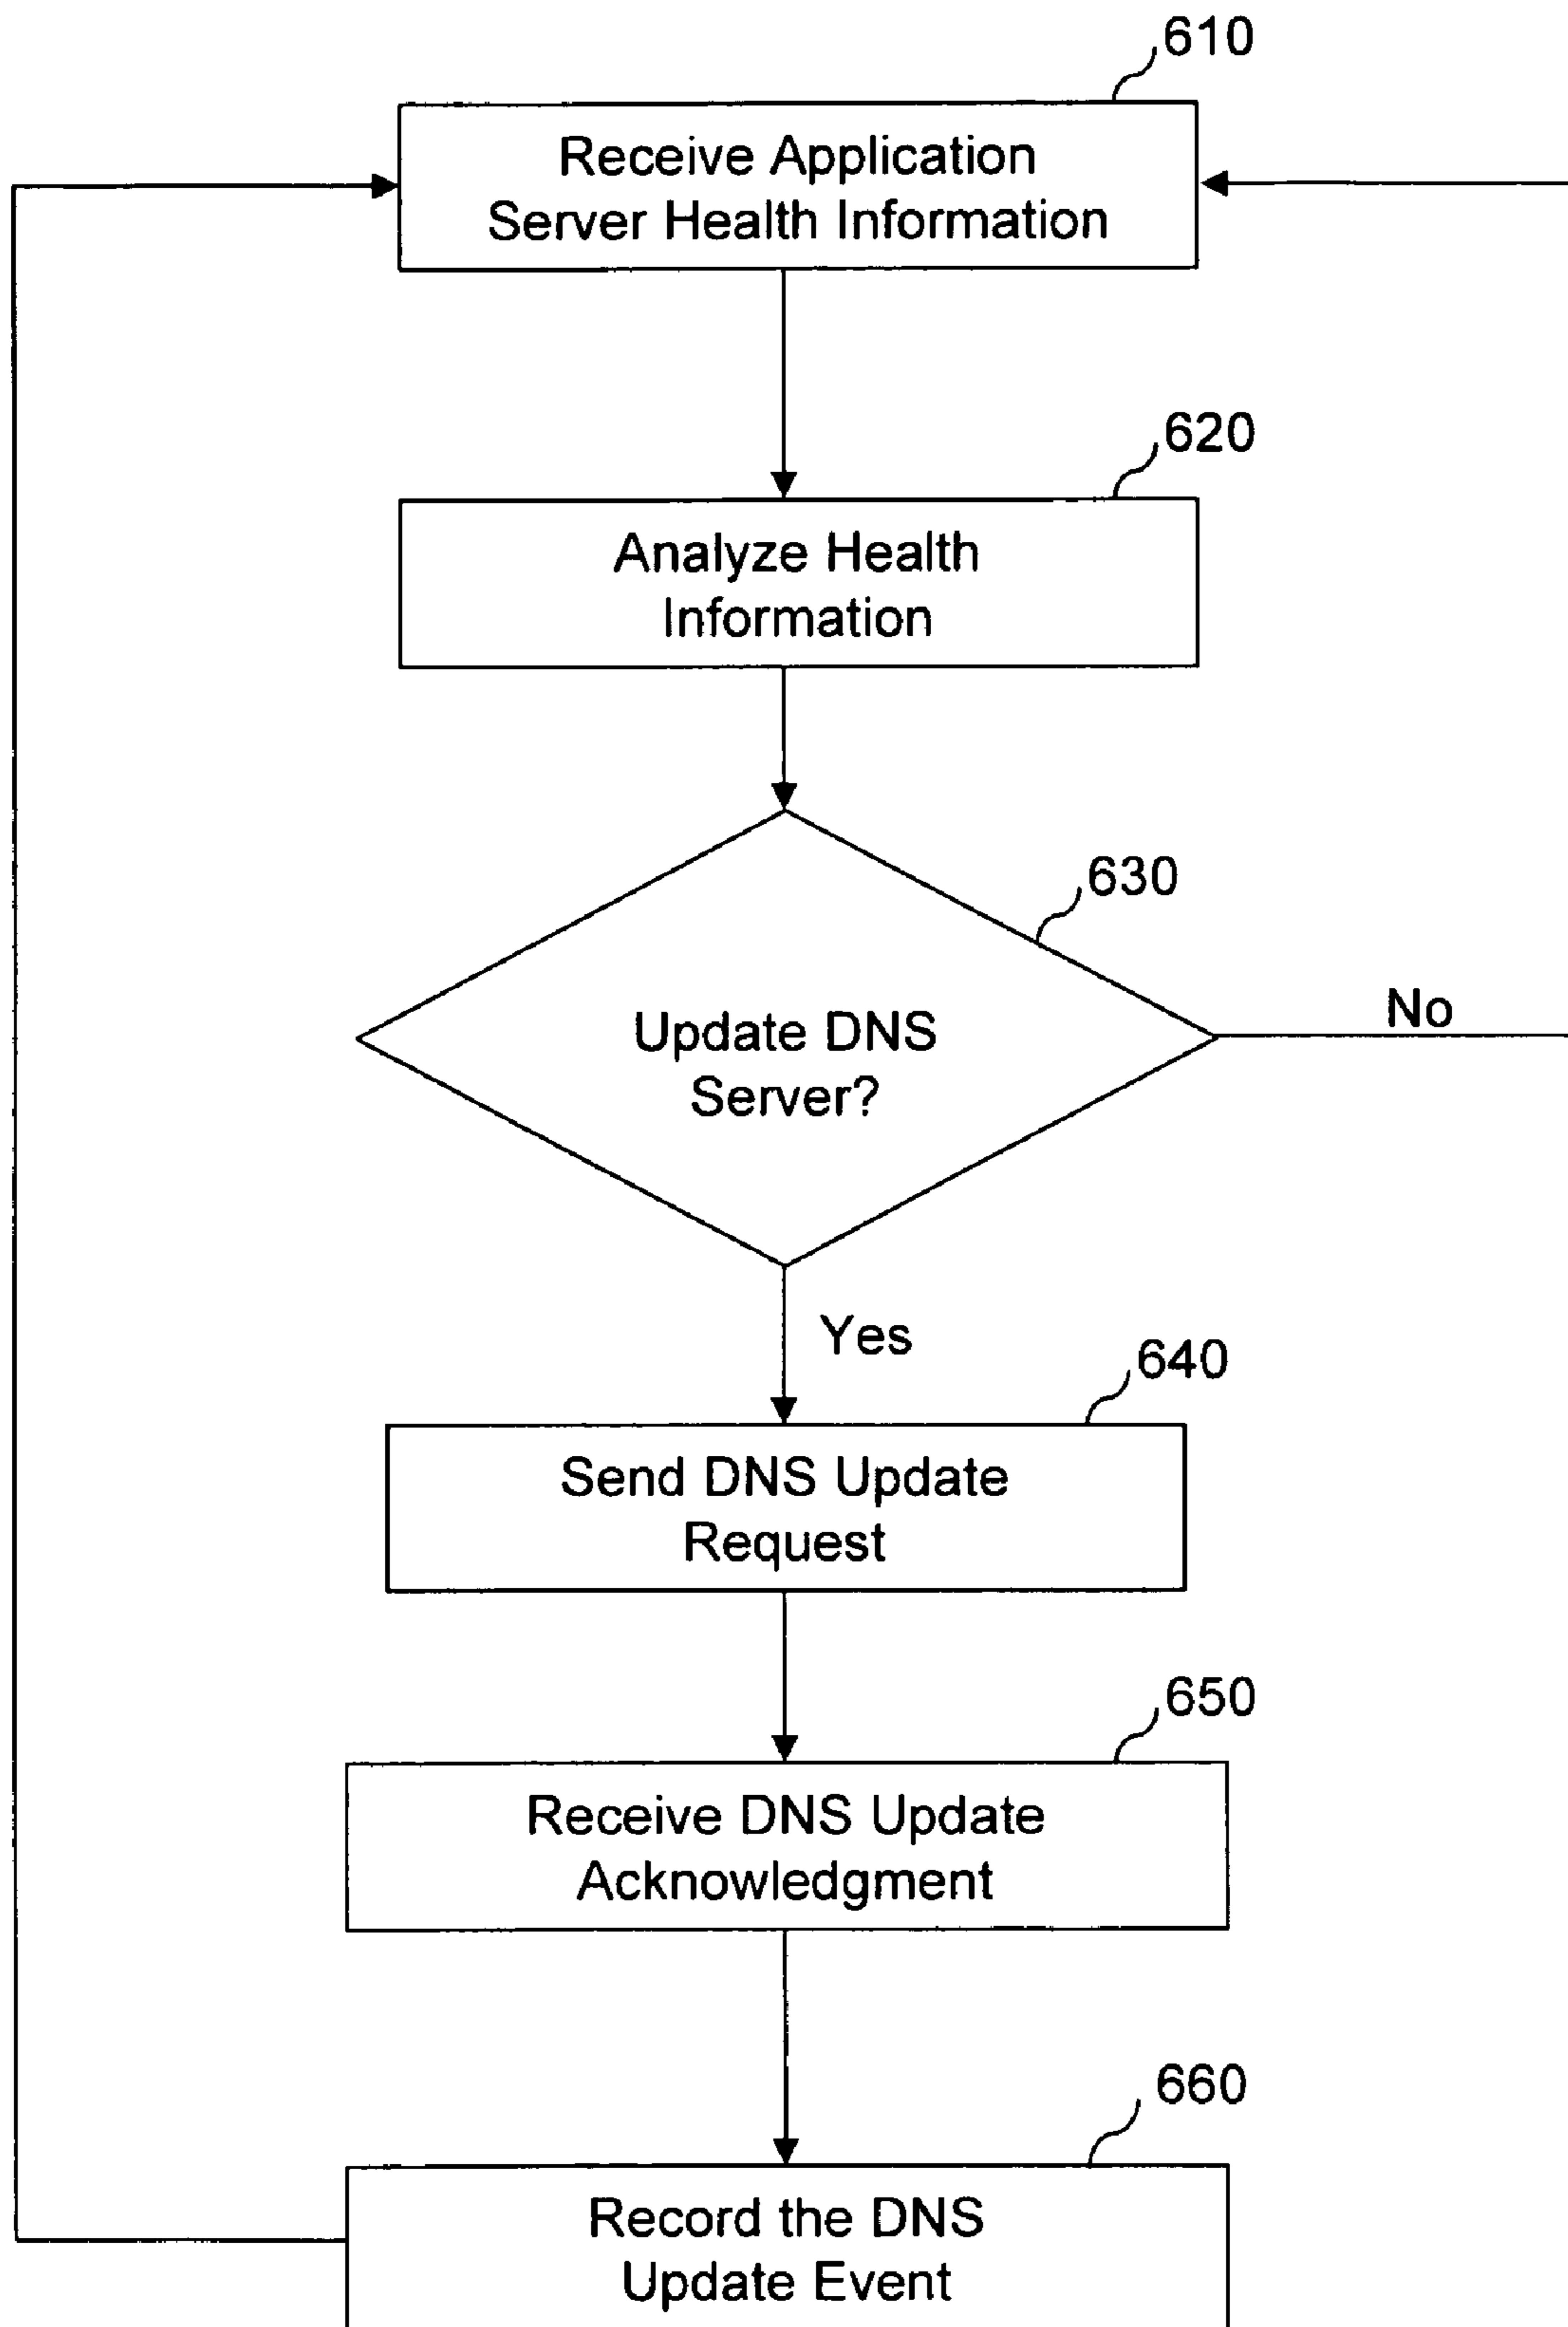 610
Receive Application
Server Health Information
620
Analyze Health
Information
630
Update DNS
Server?
No
Yes
640
Send DNS Update
Request
650
Receive DNS Update
Acknowledgment
660
Record the DNS
Update Event